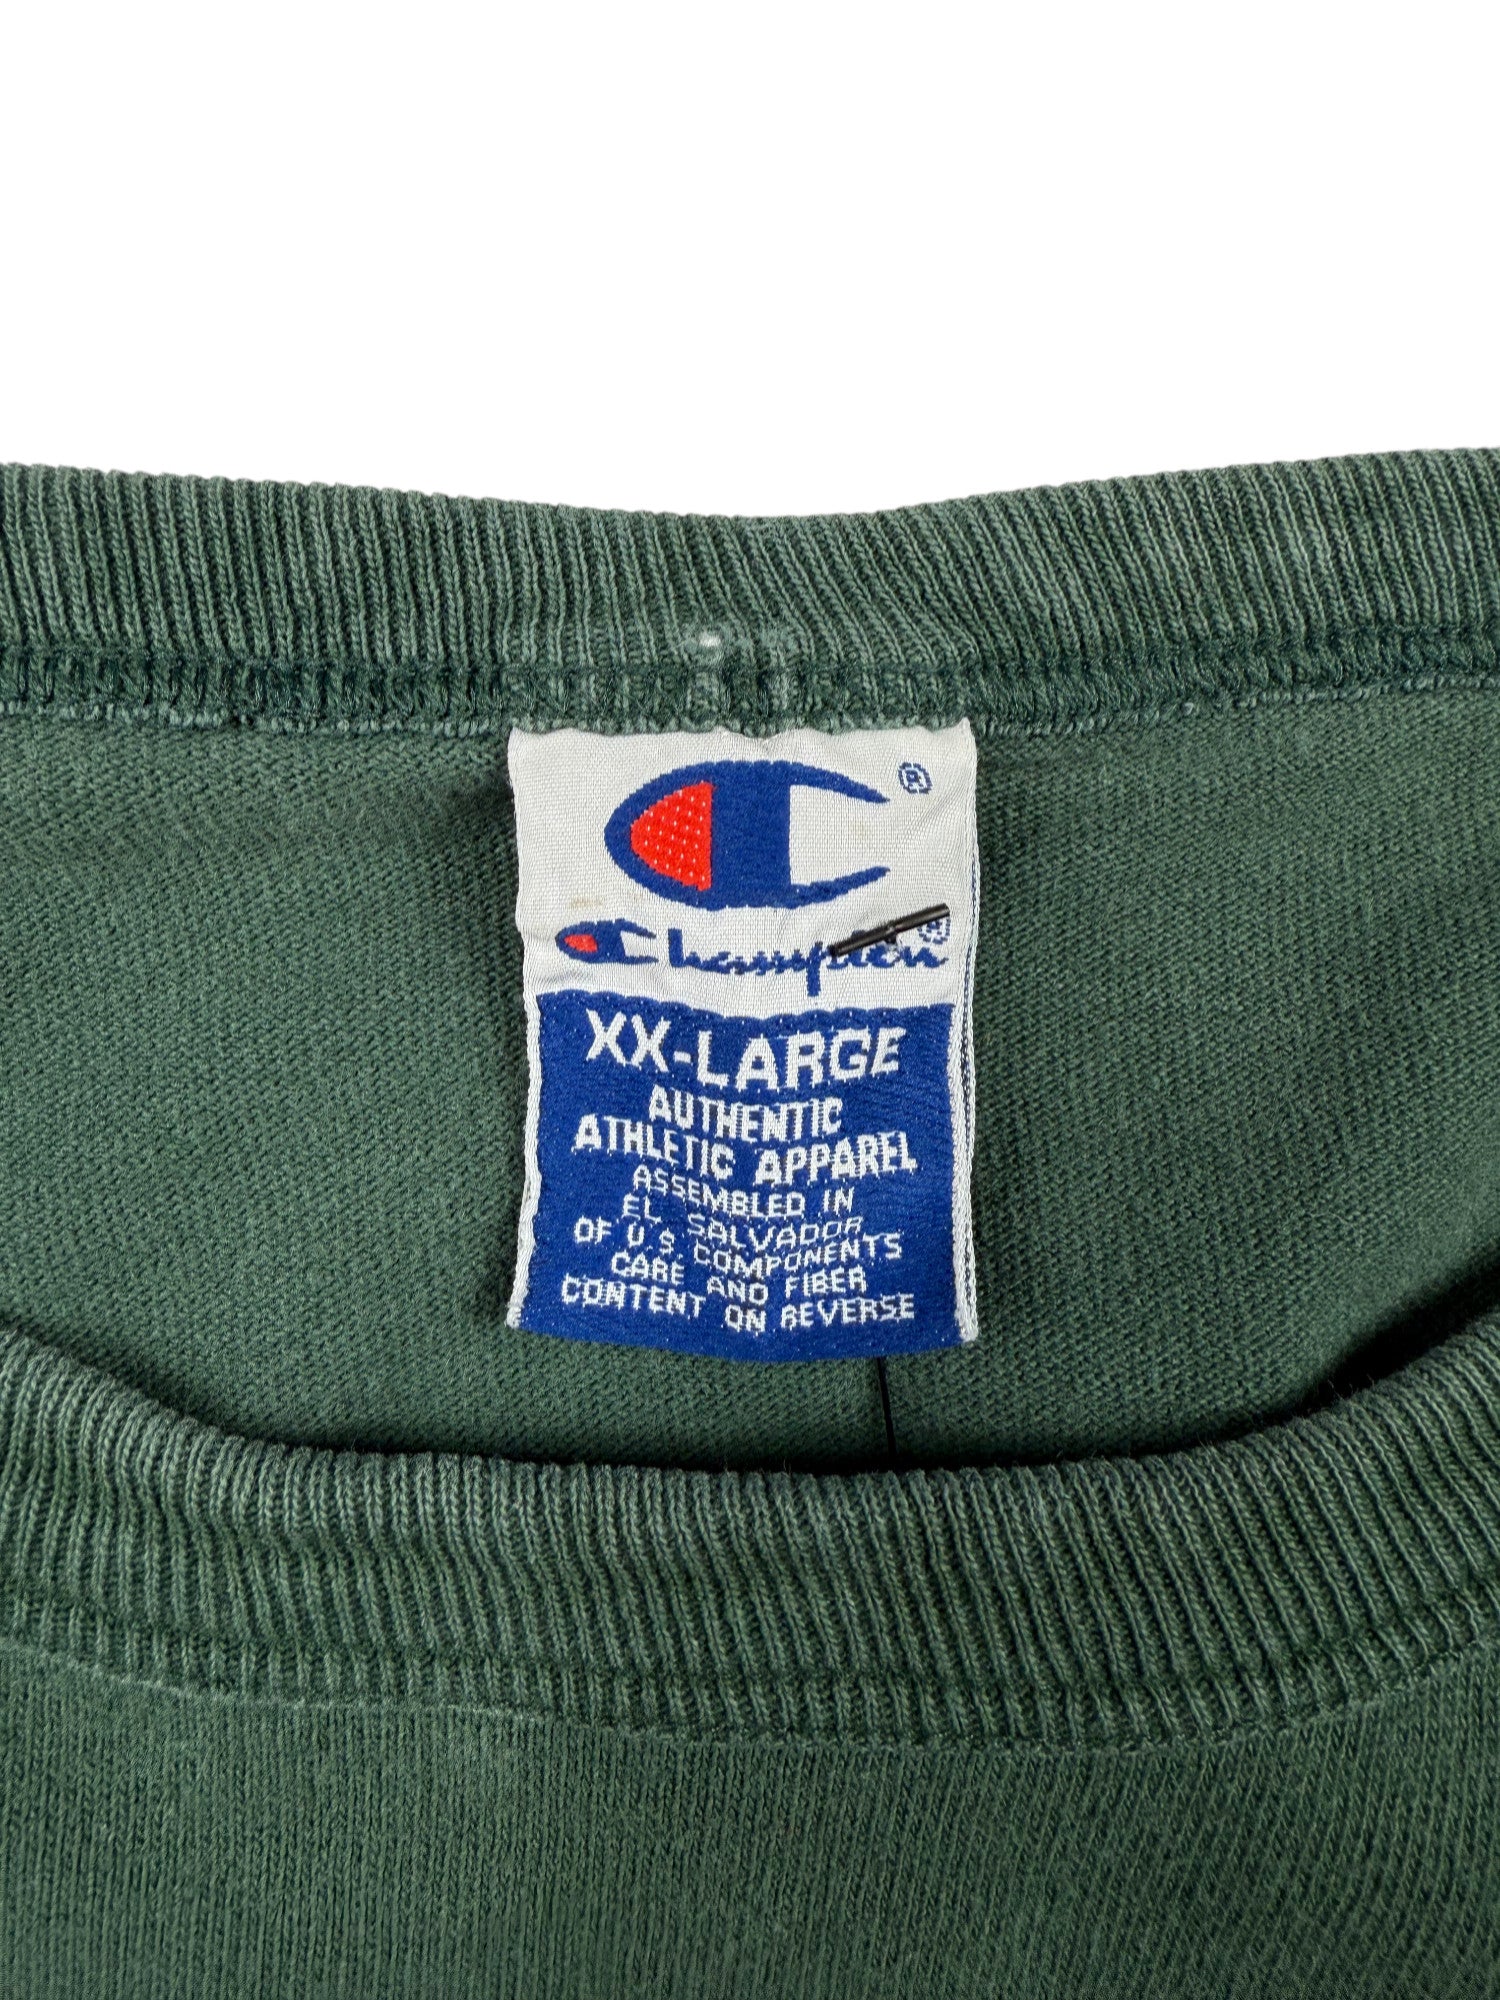 ®
Champion®
XX-LARGE
AUTHENTIC
ATHLETIC APPAREL
ASSEMBLED IN
EL SALVADOR
OF U.S. COMPONENTS
CARE AND FIBER
CONTENT ON REVERSE